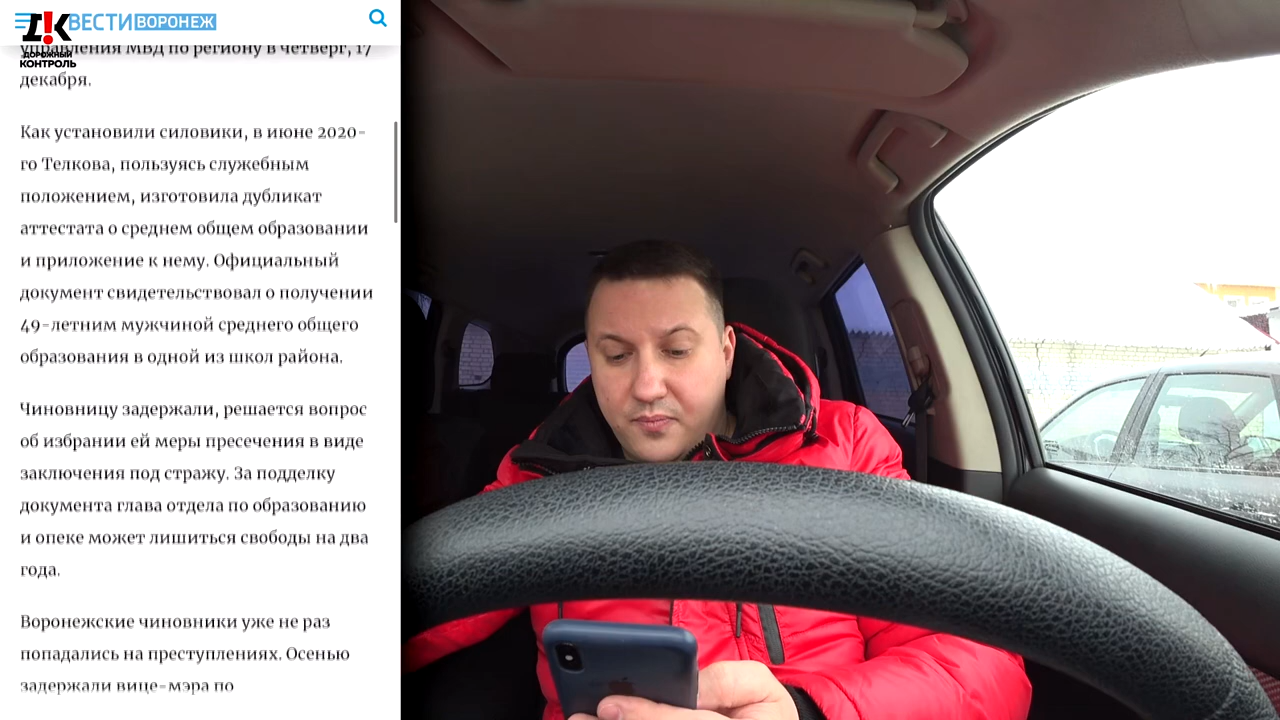 ВЕСТИ ВОРОНЕЖ
ДК!
ДОРОЖНЫЙ
КОНТРОЛЬ
управления МВД по региону в четверг, 17
декабря.
Как установили силовики, в июне 2020-
го Телкова, пользуясь служебным
положением, изготовила дубликат
аттестата о среднем общем образовании
и приложение к нему. Официальный
документ свидетельствовал о получении
49-летним мужчиной среднего общего
образования в одной из школ района.
Чиновницу задержали, решается вопрос
об избрании ей меры пресечения в виде
заключения под стражу. За подделку
документа глава отдела по образованию
и опеке может лишиться свободы на два
года.
Воронежские чиновники уже не раз
попадались на преступлениях. Осенью
задержали вице-мэра по